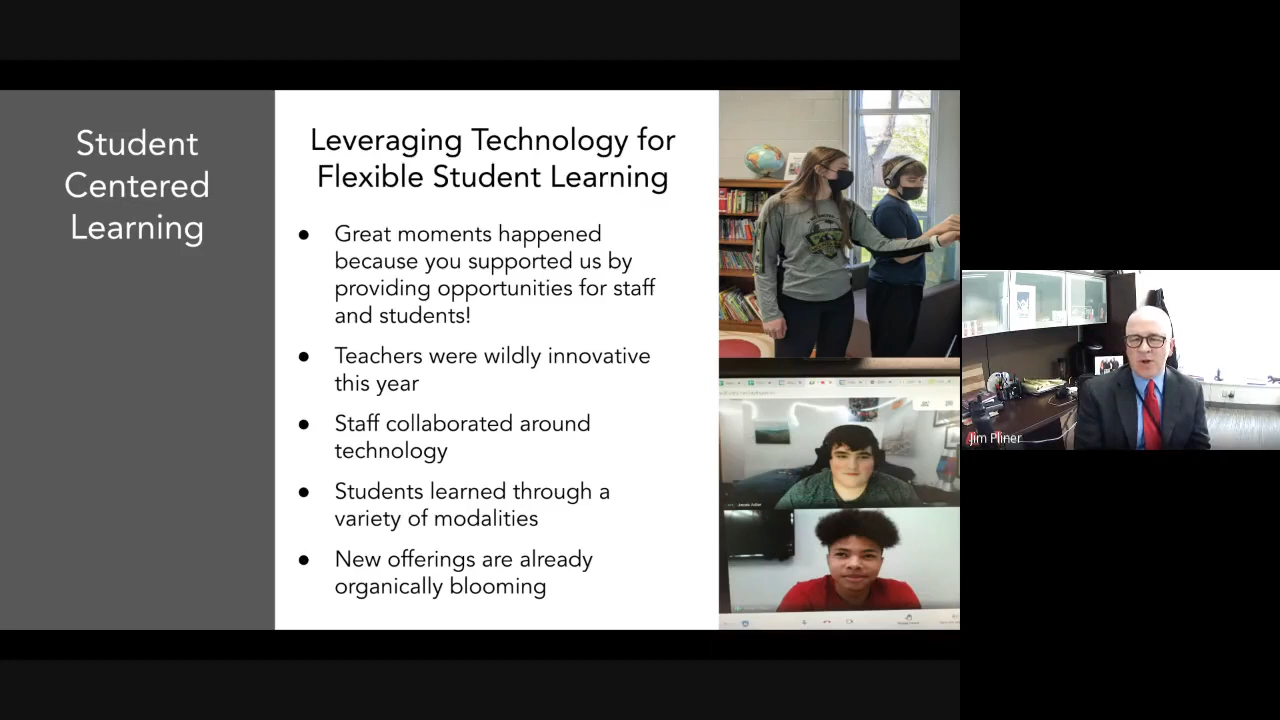 Student
Centered
Learning
Leveraging Technology for
Flexible Student Learning
● Great moments happened
because you supported us by
providing opportunities for staff
and students!
● Teachers were wildly innovative
this year
● Staff collaborated around
technology
● Students learned through a
variety of modalities
● New offerings are already
organically blooming
Jim Pliner